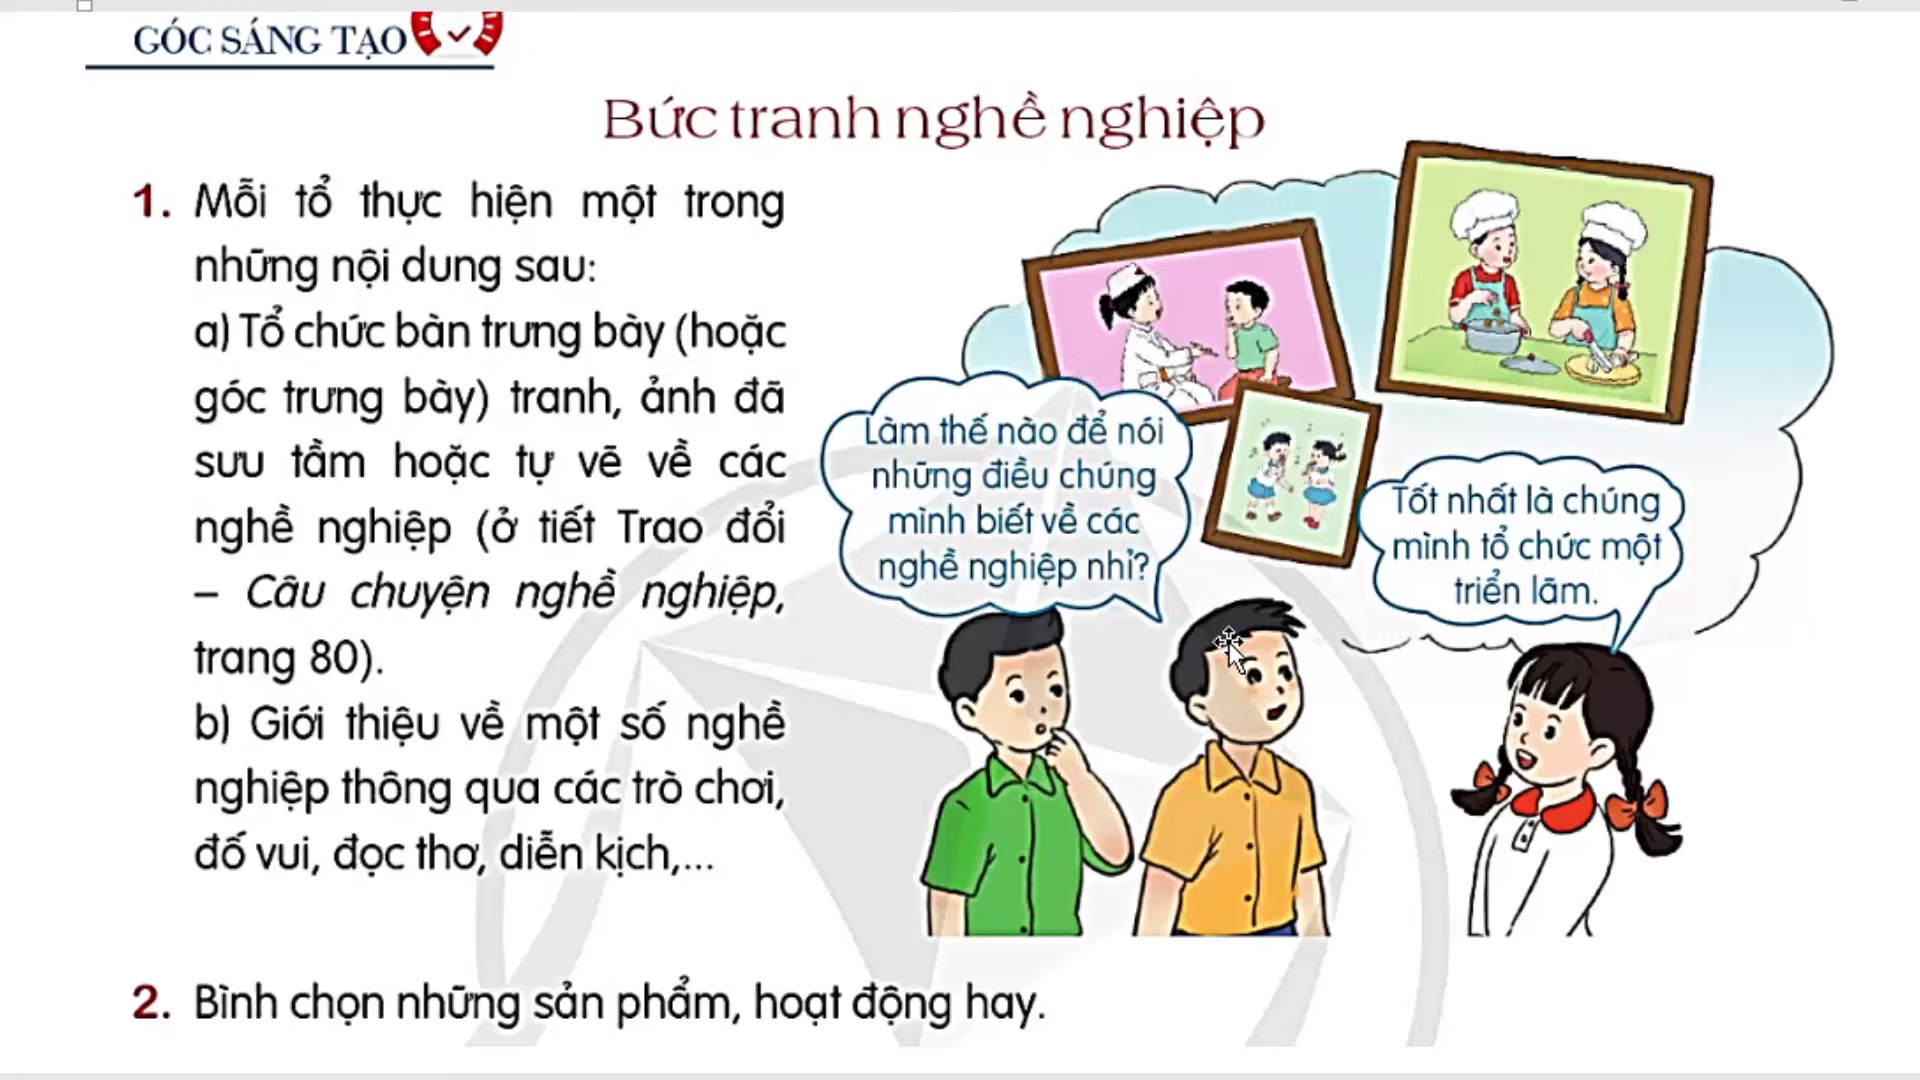 GÓC SÁNG TẠO
Bức tranh nghề nghiệp
1. Mỗi tổ thực hiện một trong
những nội dung sau:
a) Tổ chức bàn trưng bày (hoặc
góc trưng bày) tranh, ảnh đã
sưu tầm hoặc tự vẽ về các
nghề nghiệp (ở tiết Trao đổi
– Câu chuyện nghề nghiệp,
trang 80).
b) Giới thiệu về một số nghề
nghiệp thông qua các trò chơi,
đố vui, đọc thơ, diễn kịch,...
Làm thế nào để nói
những điều chúng
mình biết về các
nghề nghiệp nhỉ?
Tốt nhất là chúng
mình tổ chức một
triển lãm.
2. Bình chọn những sản phẩm, hoạt động hay.